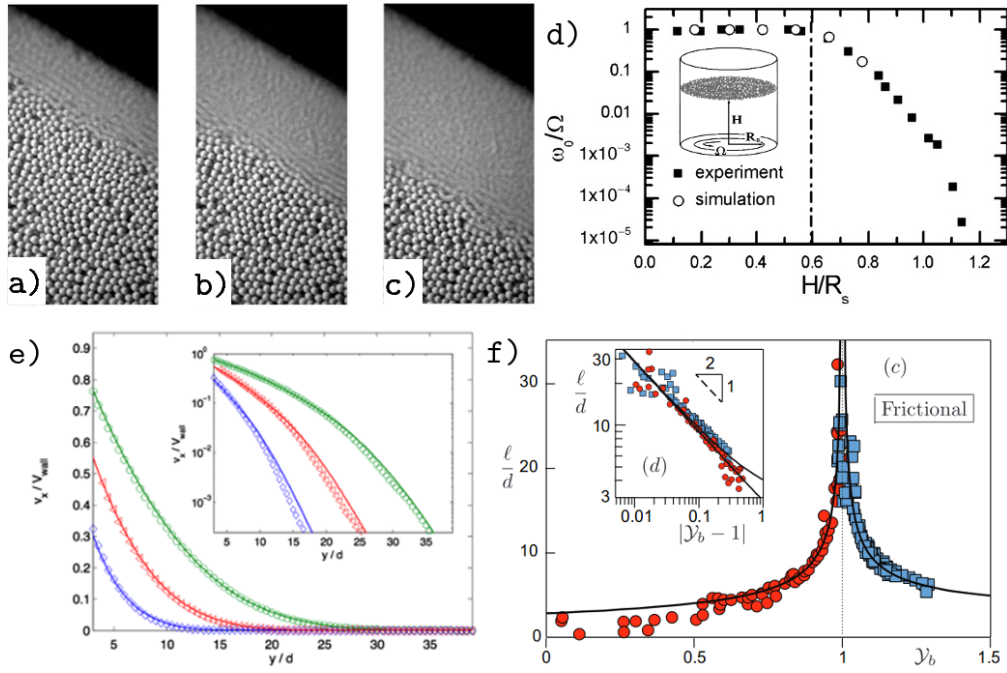 a)
b)
c)
d)
ω₀/Ω
1
0.1
0.01
1x10⁻³
1x10⁻⁴
1x10⁻⁵
H
Rₛ
Ω
experiment
simulation
0.0 0.2 0.4 0.6 0.8 1.0 1.2
H/Rₛ
e)
vₓ / V_wall
0.9
0.8
0.7
0.6
0.5
0.4
0.3
0.2
0.1
0
5 10 15 20 25 30 35
y / d
vₓ / V_wall
10⁰
10⁻¹
10⁻²
10⁻³
5 10 15 20 25 30 35
y / d
f)
(c)
Frictional
ℓ/d
30
20
10
0
0 0.5 1 1.5
𝒴_b
(d)
2
1
ℓ/d
30
10
3
0.01 0.1 1
|𝒴_b − 1|